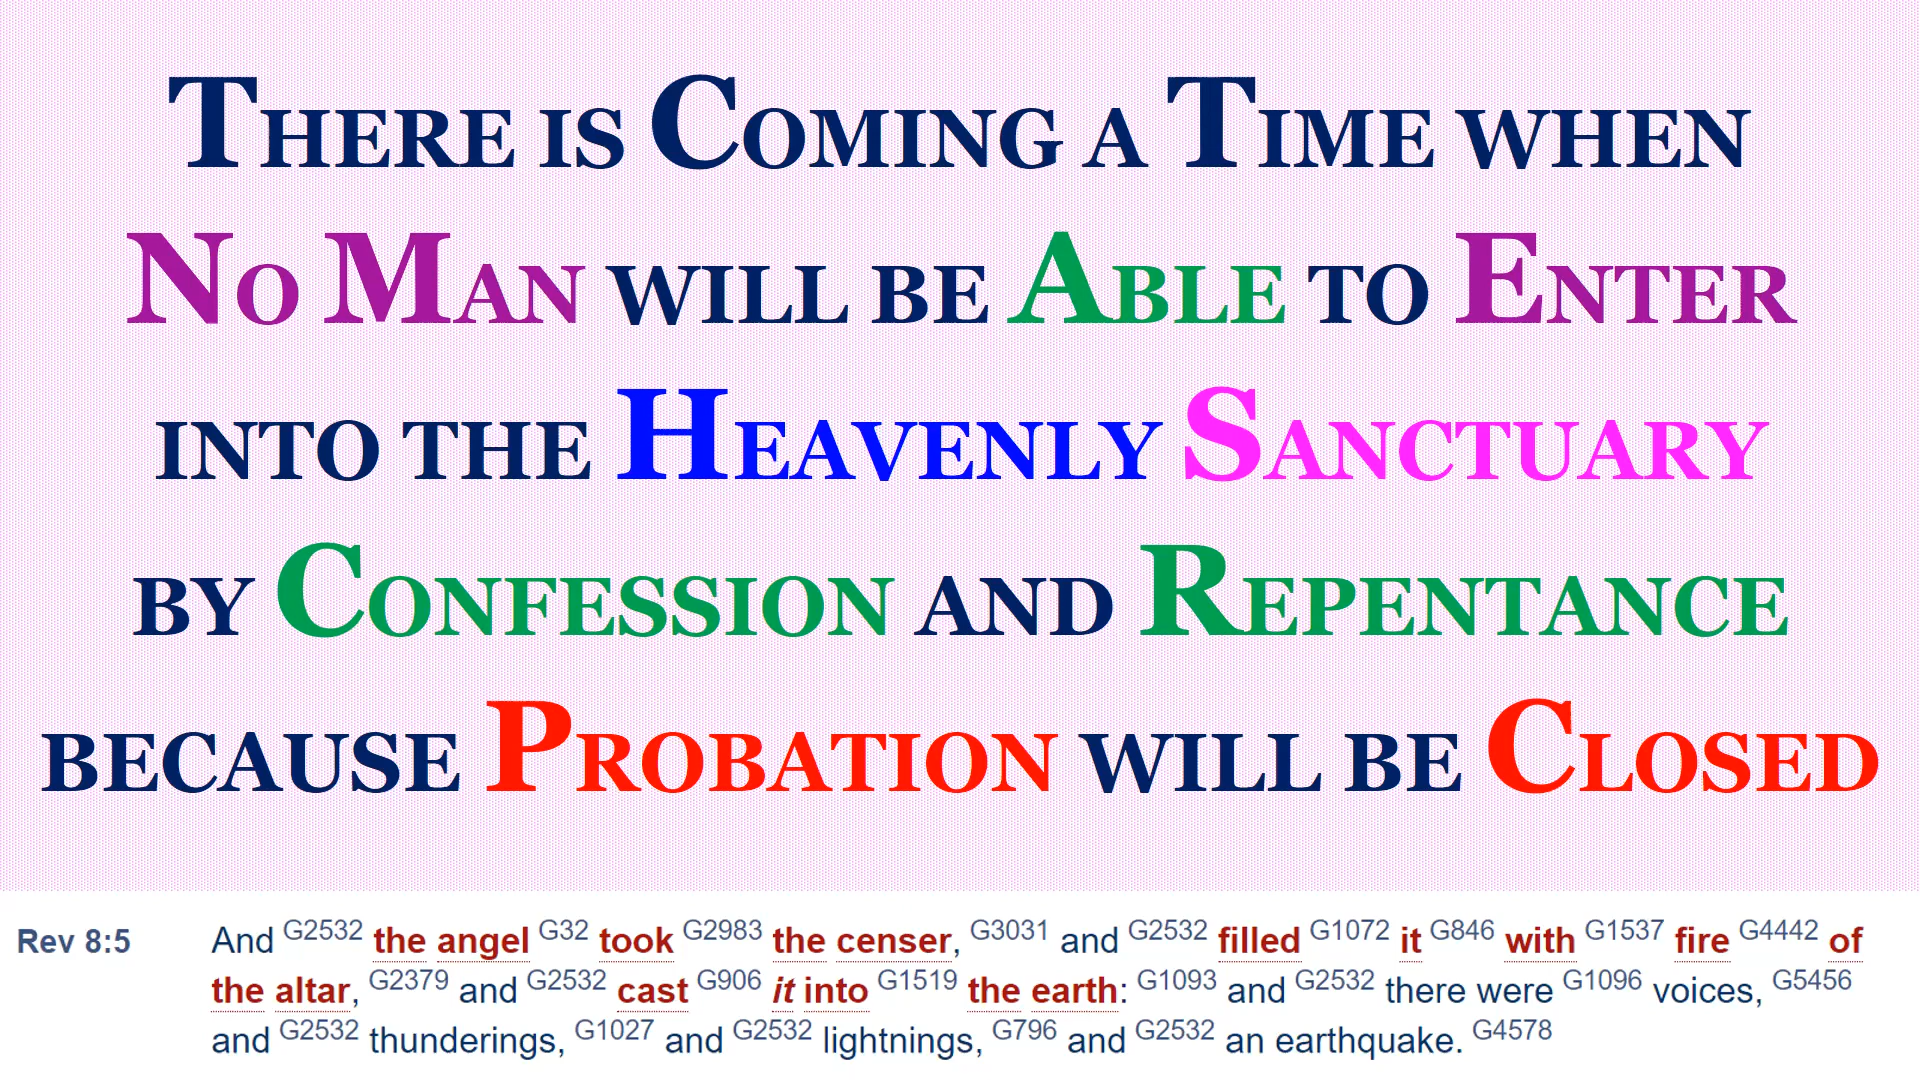 There is Coming a Time when
No Man will be Able to Enter
into the Heavenly Sanctuary
by Confession and Repentance
because Probation will be Closed
Rev 8:5 And G2532 the angel G32 took G2983 the censer, G3031 and G2532 filled G1072 it G846 with G1537 fire G4442 of
the altar, G2379 and G2532 cast G906 it into G1519 the earth: G1093 and G2532 there were G1096 voices, G5456
and G2532 thunderings, G1027 and G2532 lightnings, G796 and G2532 an earthquake. G4578